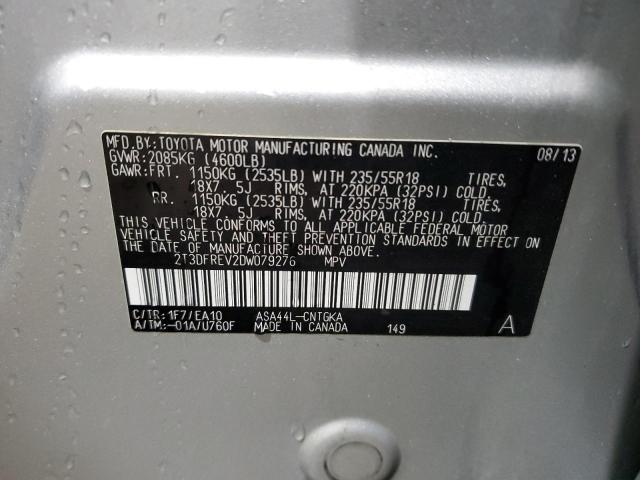 MFD. BY: TOYOTA MOTOR MANUFACTURING CANADA INC. 08/13
GVWR: 2085KG (4600LB)
GAWR: FRT. 1150KG (2535LB) WITH 235/55R18 TIRES,
18X7. 5J RIMS, AT 220KPA (32PSI) COLD.
RR. 1150KG (2535LB) WITH 235/55R18 TIRES,
18X7. 5J RIMS, AT 220KPA (32PSI) COLD.
THIS VEHICLE CONFORMS TO ALL APPLICABLE FEDERAL MOTOR
VEHICLE SAFETY AND THEFT PREVENTION STANDARDS IN EFFECT ON
THE DATE OF MANUFACTURE SHOWN ABOVE.
2T3DFREV2DW079276 MPV
C/TR: 1F7/EA10 ASA44L-CNTGKA
A/TM: -01A/U760F MADE IN CANADA 149 A